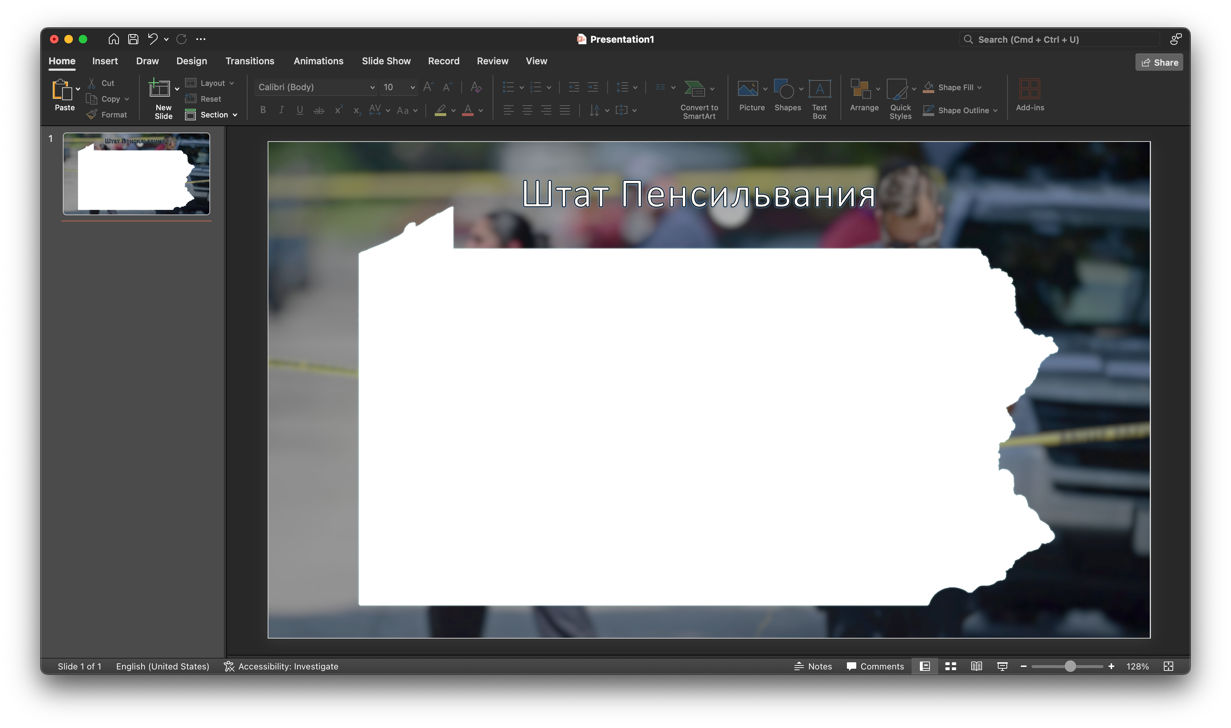 Presentation1
Search (Cmd + Ctrl + U)
Home Insert Draw Design Transitions Animations Slide Show Record Review View
Share
Paste
Cut
Copy
Format
New Slide
Layout
Reset
Section
Calibri (Body) 10
Convert to SmartArt
Picture
Shapes
Text Box
Arrange
Quick Styles
Shape Fill
Shape Outline
Add-ins
1
Штат Пенсильвания
Штат Пенсильвания
Slide 1 of 1 English (United States) Accessibility: Investigate
Notes Comments 128%